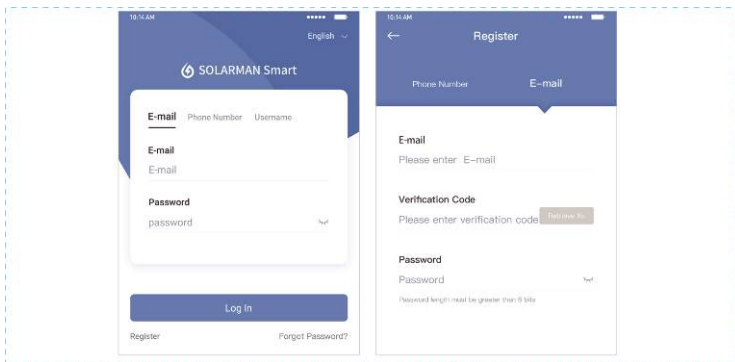 10:14 AM
English
SOLARMAN Smart
E-mail Phone Number Username
E-mail
E-mail
Password
password
Log In
Register Forgot Password?
10:14 AM
Register
Phone Number E-mail
E-mail
Please enter E-mail
Verification Code
Please enter verification code
Password
Password
Password length must be greater than 6 bits